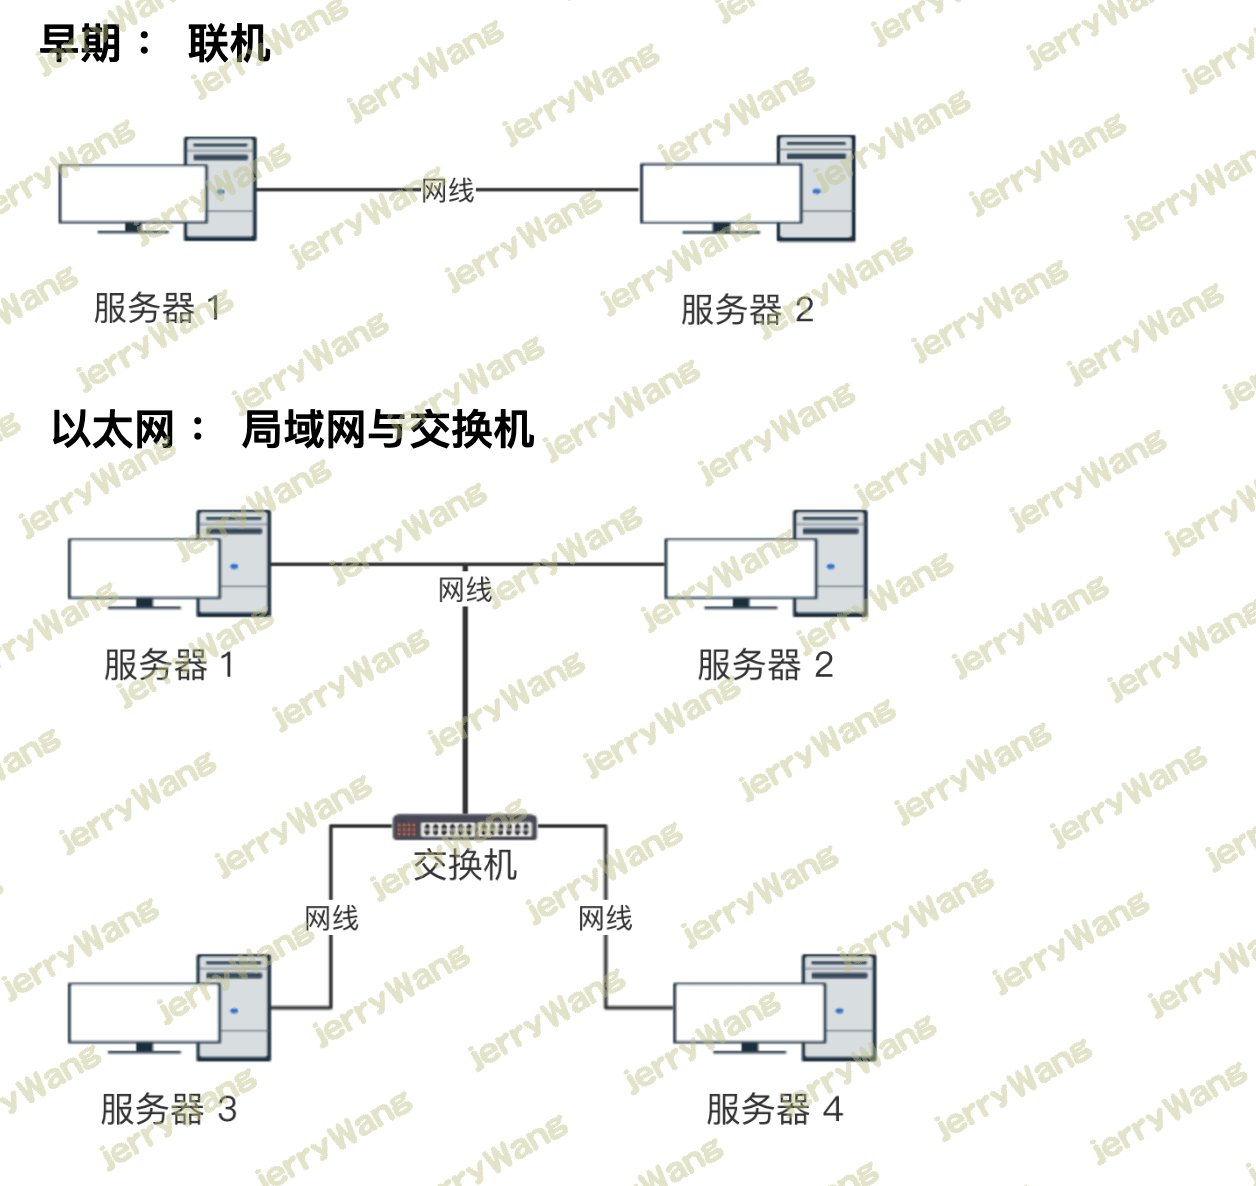 早期： 联机
网线
服务器 1
服务器 2
以太网： 局域网与交换机
网线
服务器 1
服务器 2
交换机
网线
网线
服务器 3
服务器 4
jerryWang